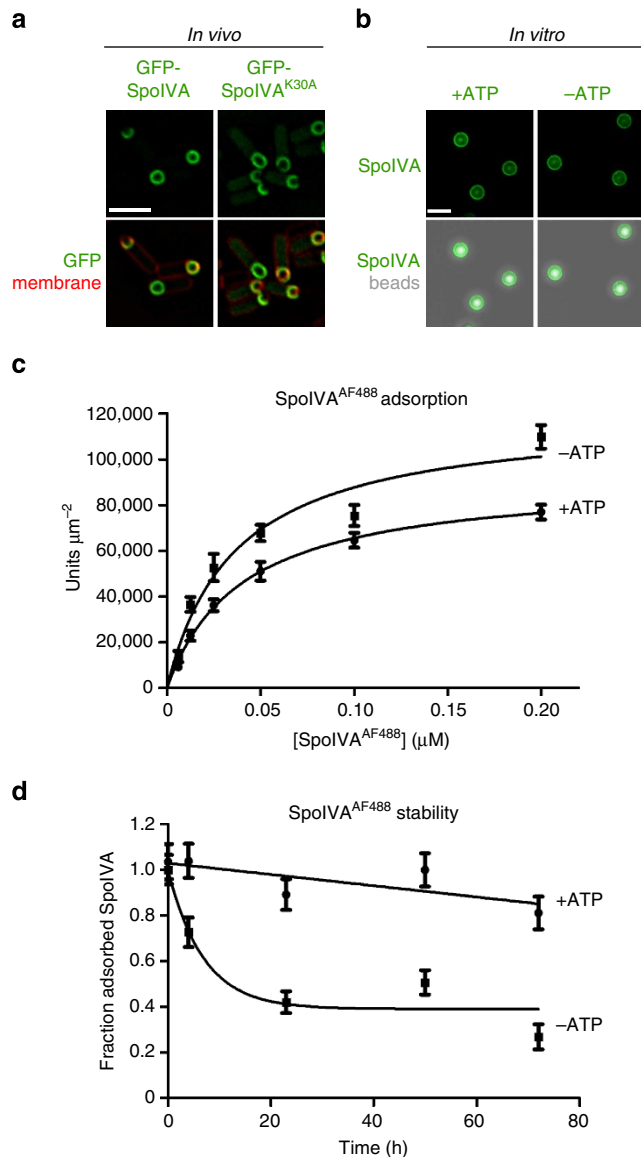 a
In vivo
GFP-
SpoIVA
GFP-
SpoIVA^K30A
GFP
membrane
b
In vitro
+ATP
−ATP
SpoIVA
SpoIVA
beads
c
SpoIVA^AF488 adsorption
120,000
100,000
80,000
60,000
40,000
20,000
0
Units μm⁻²
−ATP
+ATP
0
0.05
0.10
0.15
0.20
[SpoIVA^AF488] (μM)
d
SpoIVA^AF488 stability
1.2
1.0
0.8
0.6
0.4
0.2
0
Fraction adsorbed SpoIVA
+ATP
−ATP
0
20
40
60
80
Time (h)